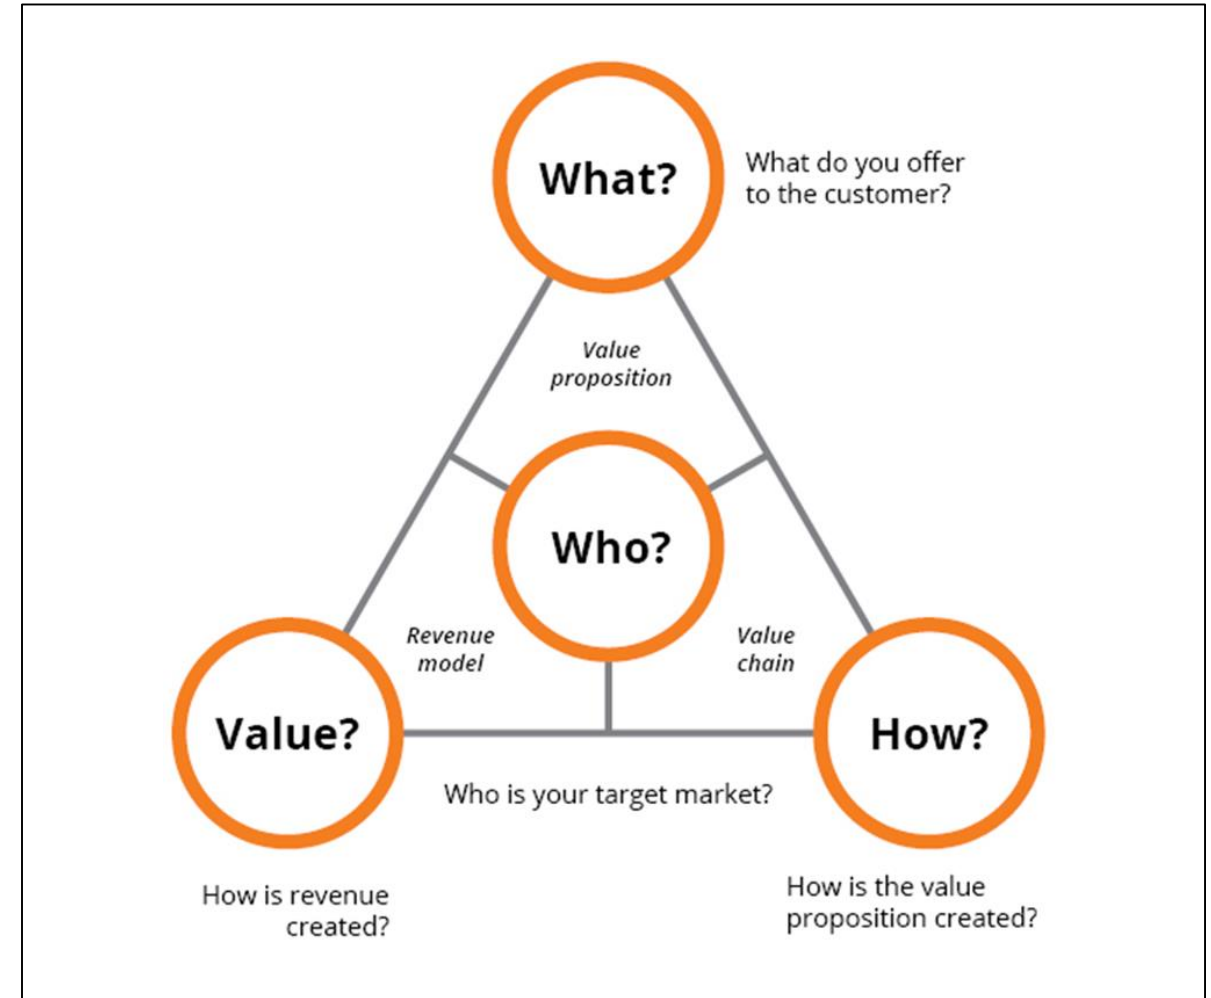 What?
What do you offer
to the customer?
Value
proposition
Who?
Revenue
model
Value
chain
Value?
How?
Who is your target market?
How is revenue
created?
How is the value
proposition created?